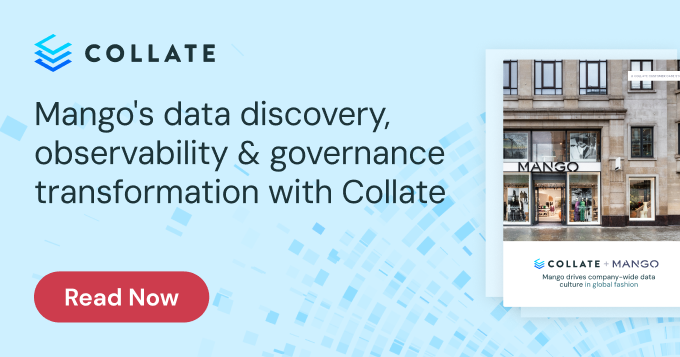 COLLATE
Mango's data discovery,
observability & governance
transformation with Collate
Read Now
MANGO
COLLATE + MANGO
Mango drives company-wide data
culture in global fashion